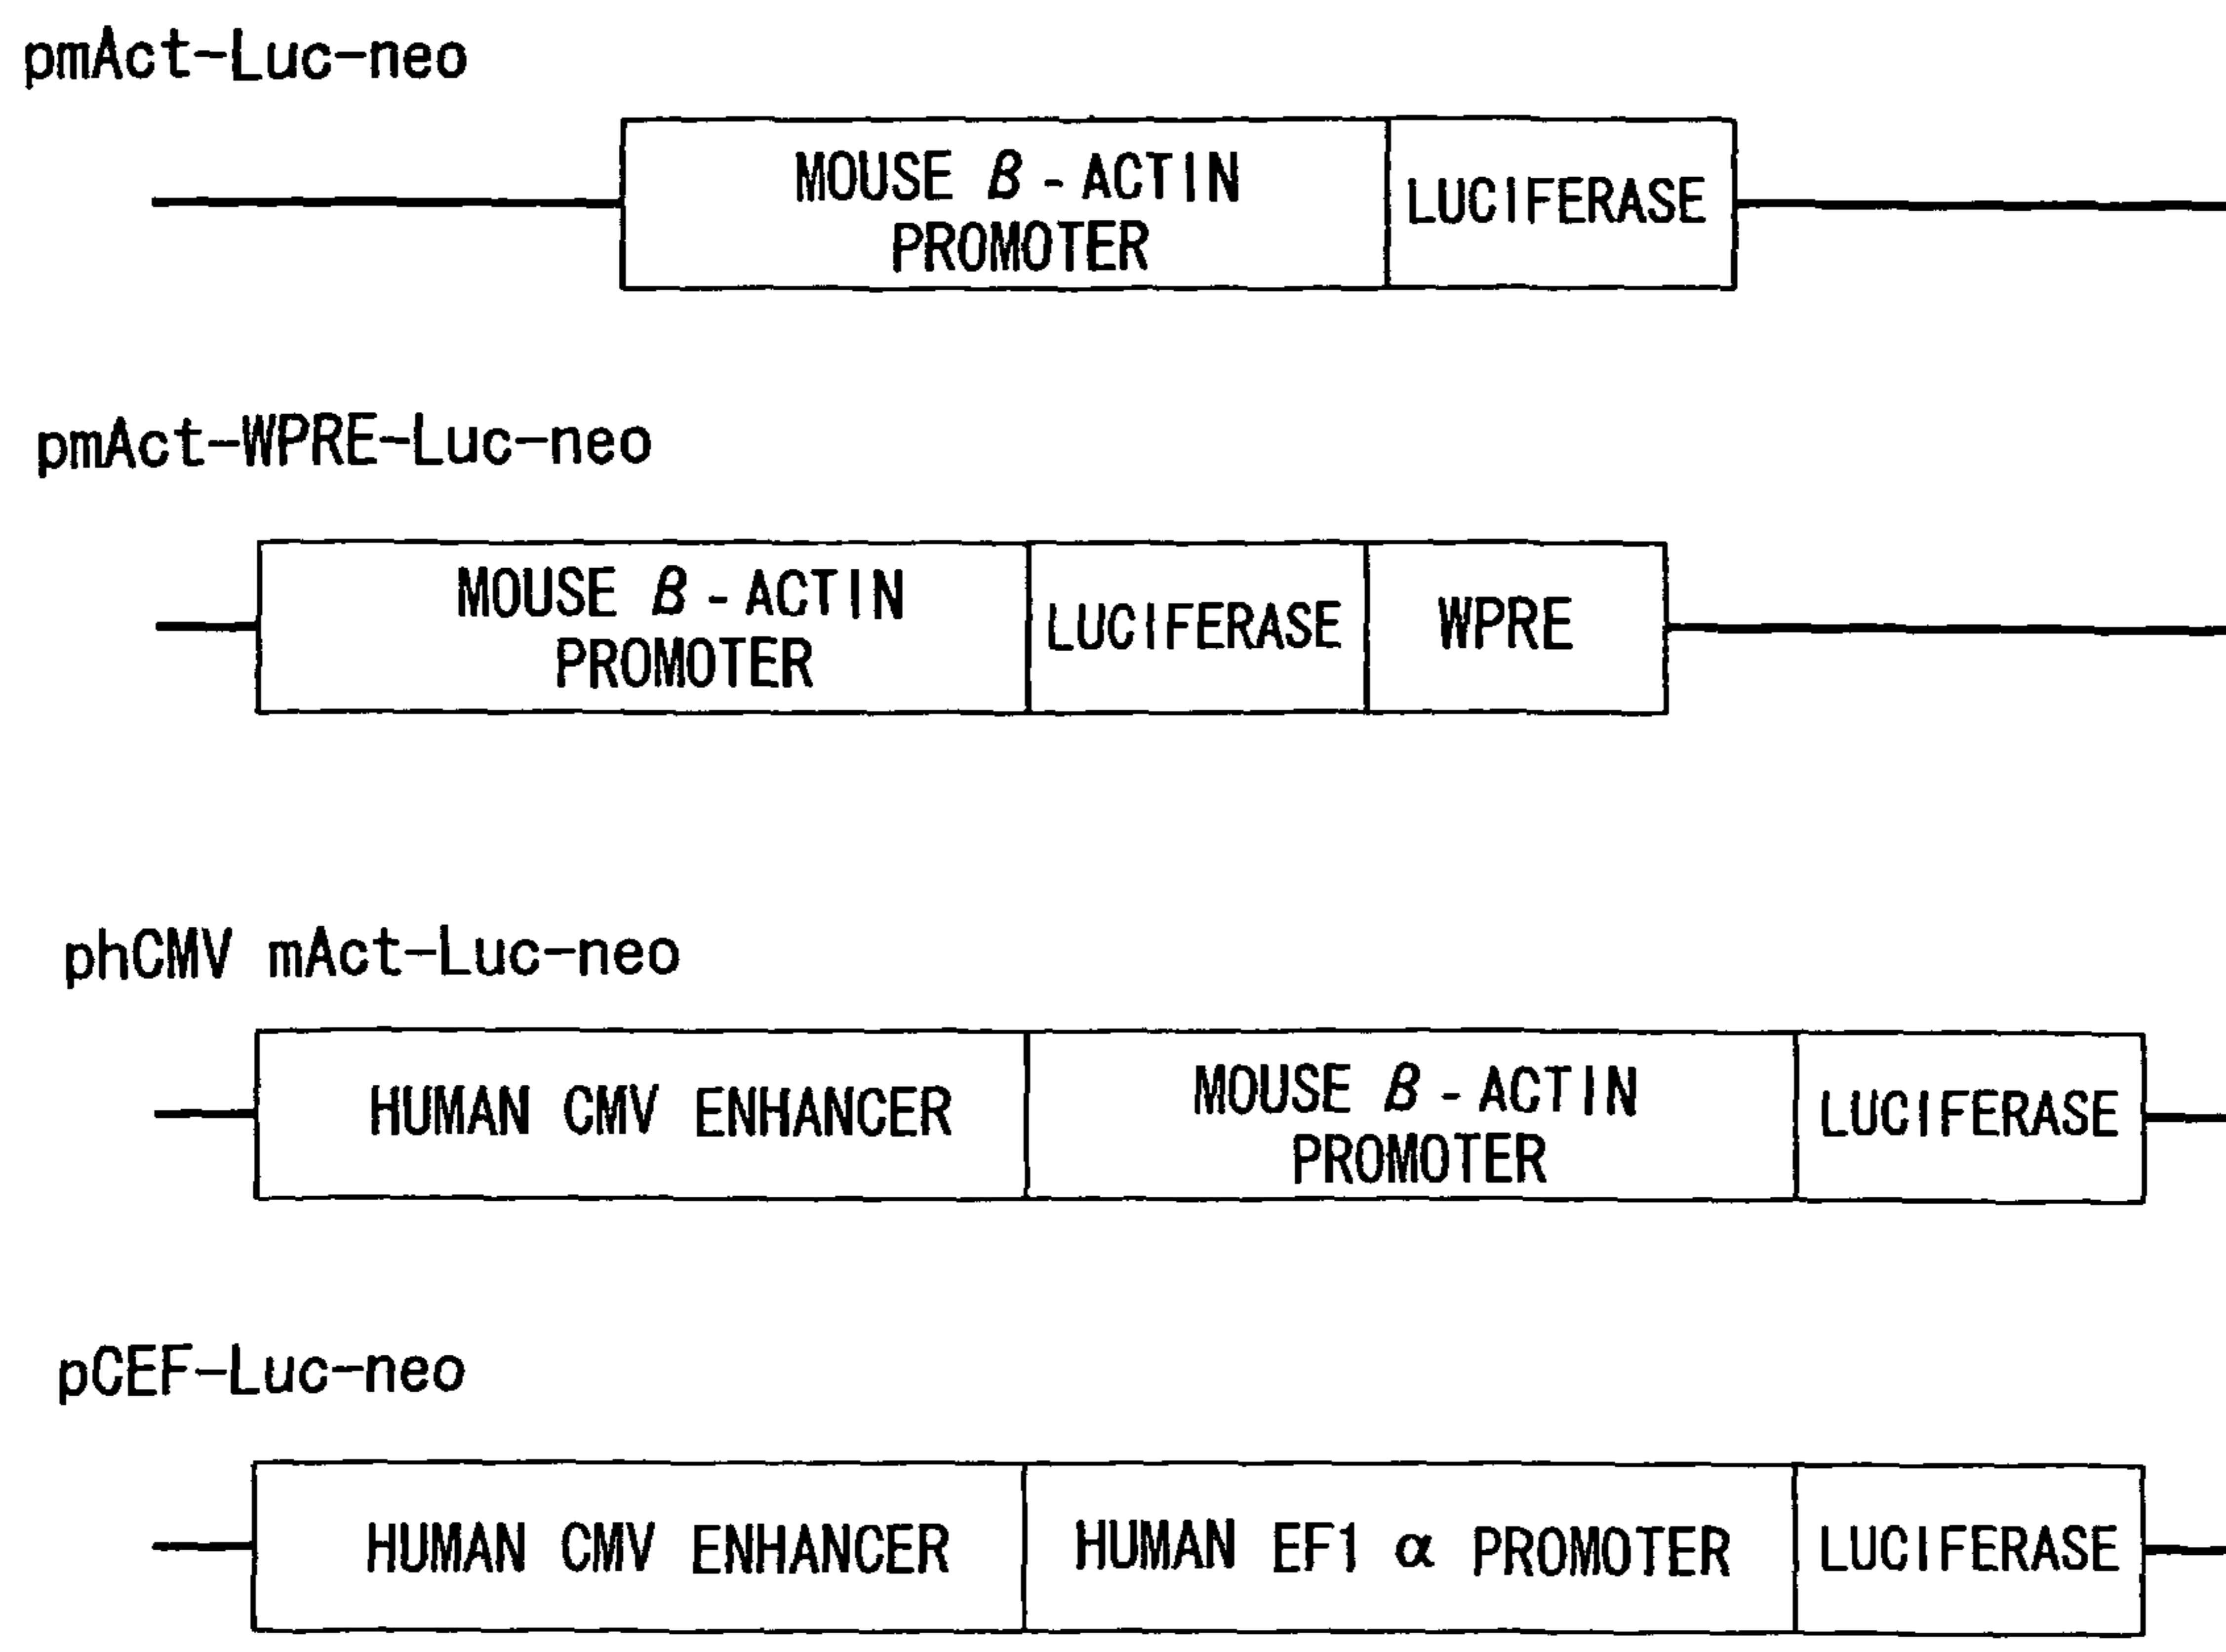 pmAct-Luc-neo
MOUSE β-ACTIN
PROMOTER
LUCIFERASE
pmAct-WPRE-Luc-neo
MOUSE β-ACTIN
PROMOTER
LUCIFERASE
WPRE
phCMV mAct-Luc-neo
HUMAN CMV ENHANCER
MOUSE β-ACTIN
PROMOTER
LUCIFERASE
pCEF-Luc-neo
HUMAN CMV ENHANCER
HUMAN EF1 α PROMOTER
LUCIFERASE